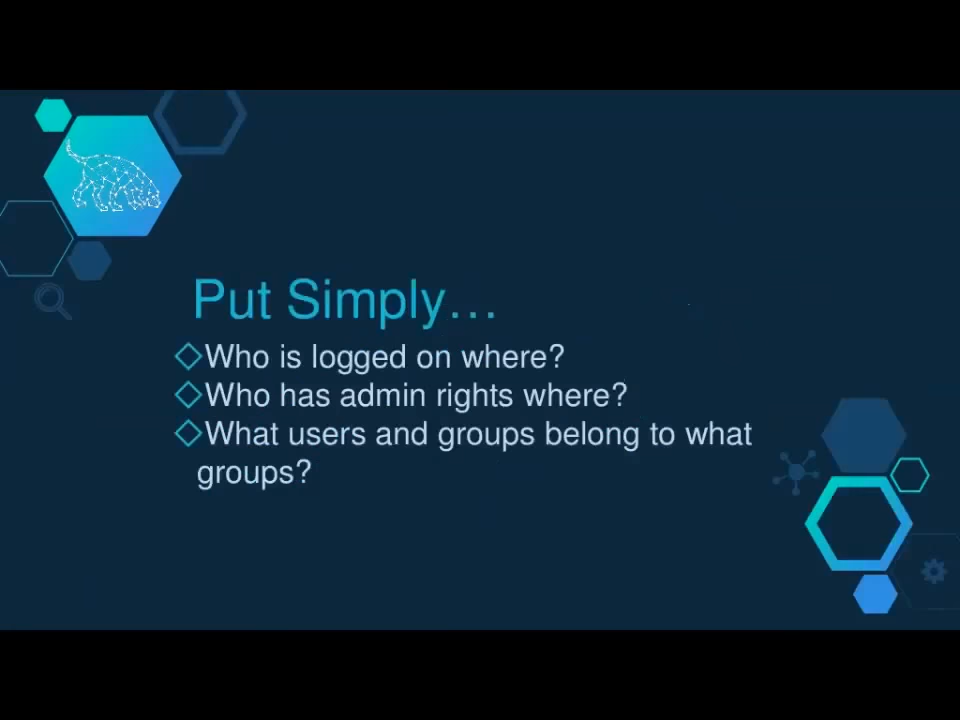 Put Simply…
Who is logged on where?
Who has admin rights where?
What users and groups belong to what
groups?